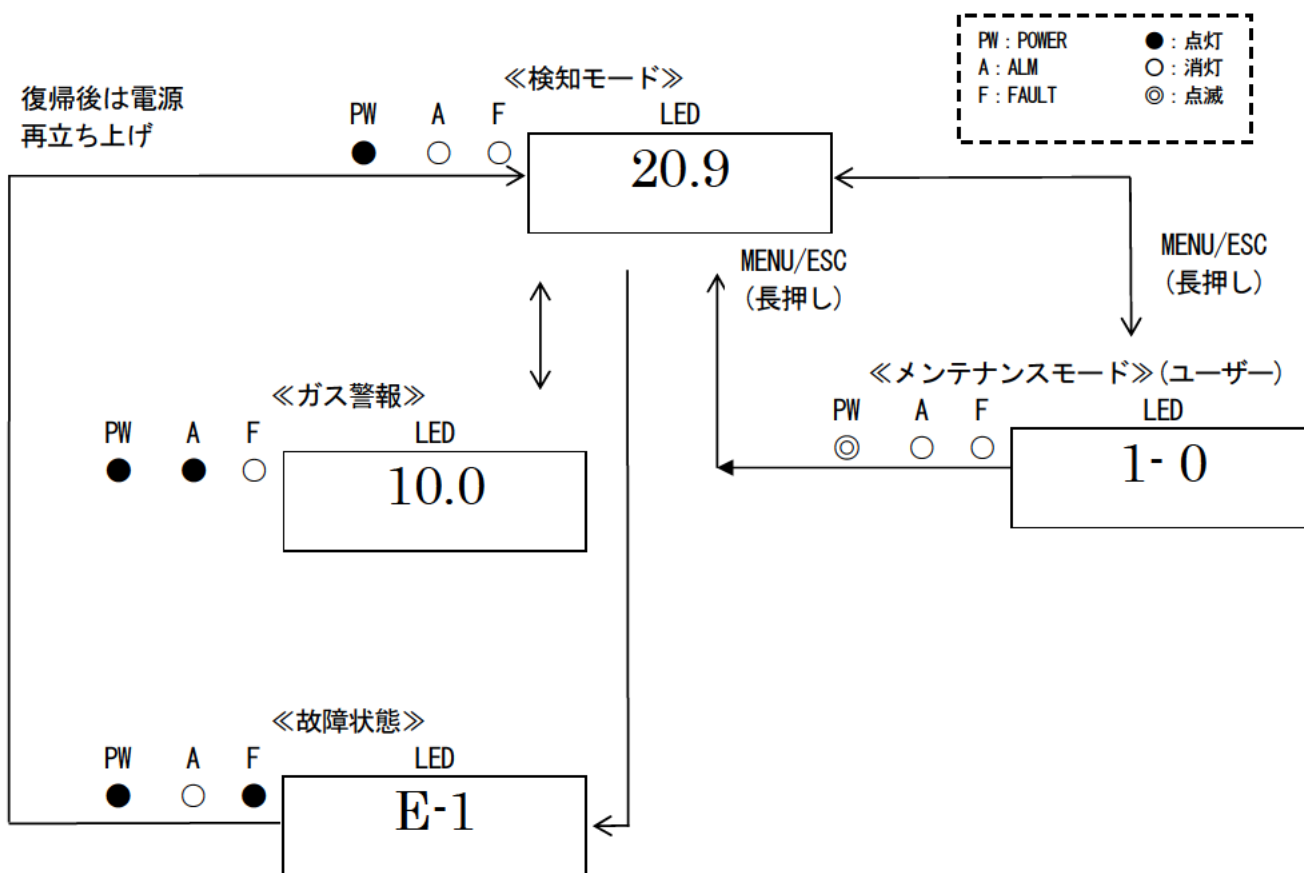 PW：POWER ●：点灯
A：ALM ○：消灯
F：FAULT ◎：点滅
≪検知モード≫
復帰後は電源
再立ち上げ
PW A F LED
● ○ ○
20.9
MENU/ESC
(長押し)
MENU/ESC
(長押し)
≪メンテナンスモード≫(ユーザー)
PW A F LED
◎ ○ ○
1- 0
≪ガス警報≫
PW A F LED
● ● ○
10.0
≪故障状態≫
PW A F LED
● ○ ●
E-1